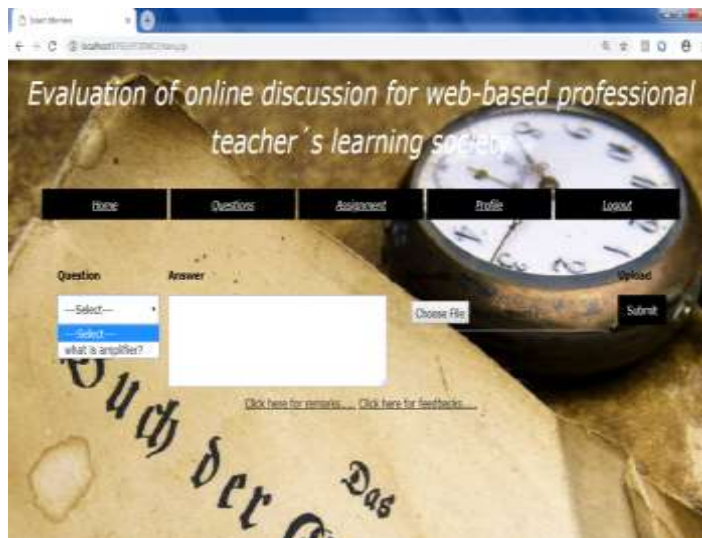 Evaluation of online discussion for web-based professional
teacher´s learning society
Home Questions Assignment Profile Logout
Question Answer Upload
---Select---
Choose File
Submit
---Select---
what is amplifier?
Click here for remarks..... Click here for feedbacks.....
Buch der
Das